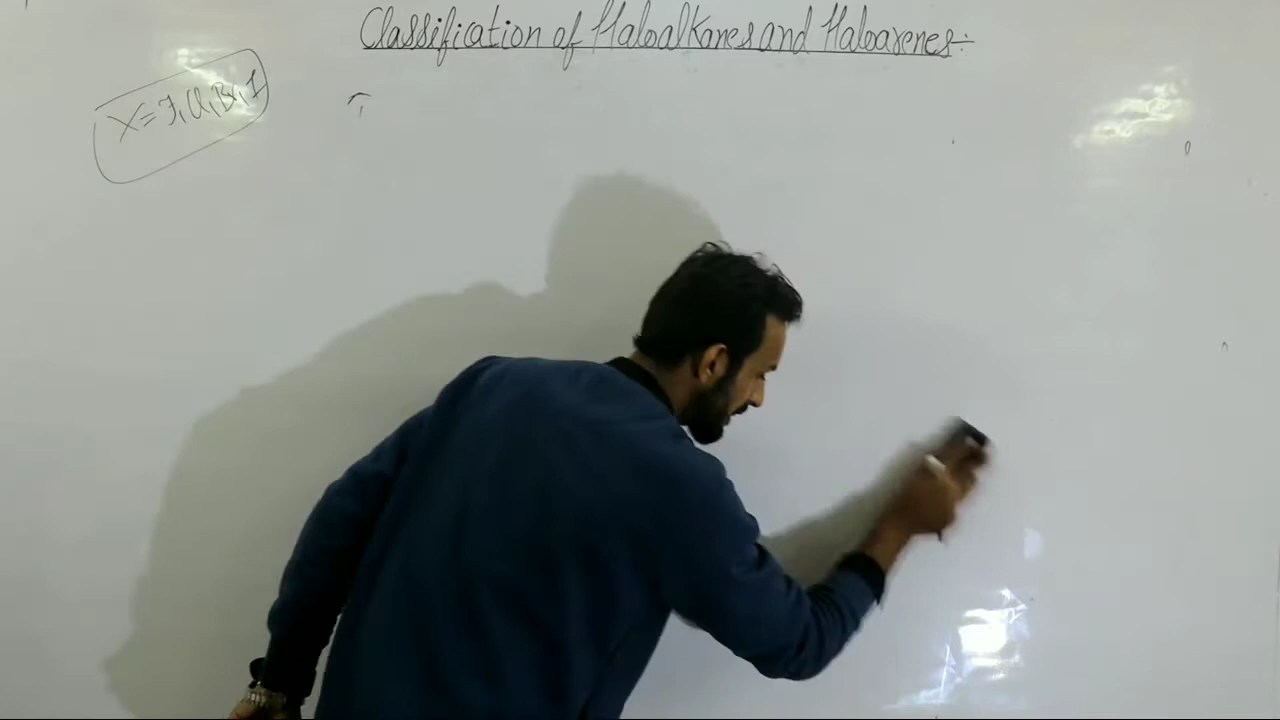 Classification of Haloalkanes and Haloarenes:-
X = F, Cl, Br, I